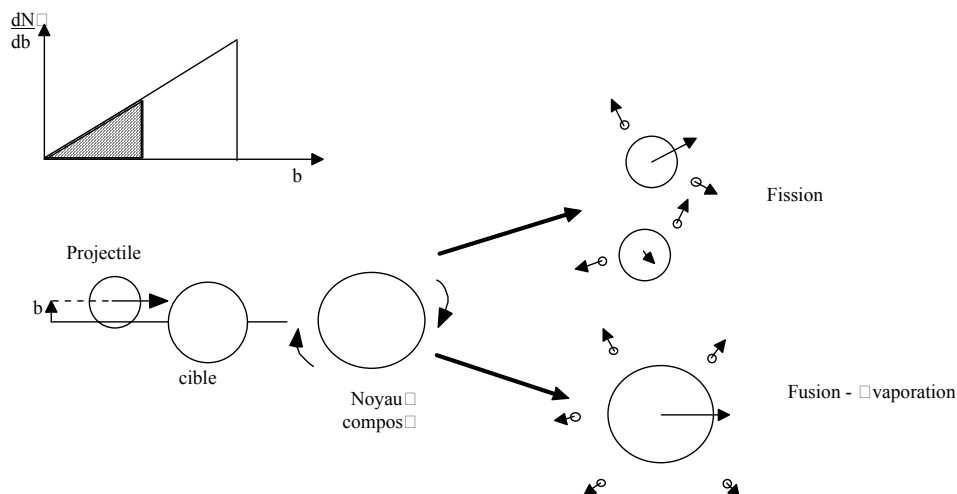 dN□
db
b
Projectile
b
cible
Noyau□
compos□
Fission
Fusion - □vaporation